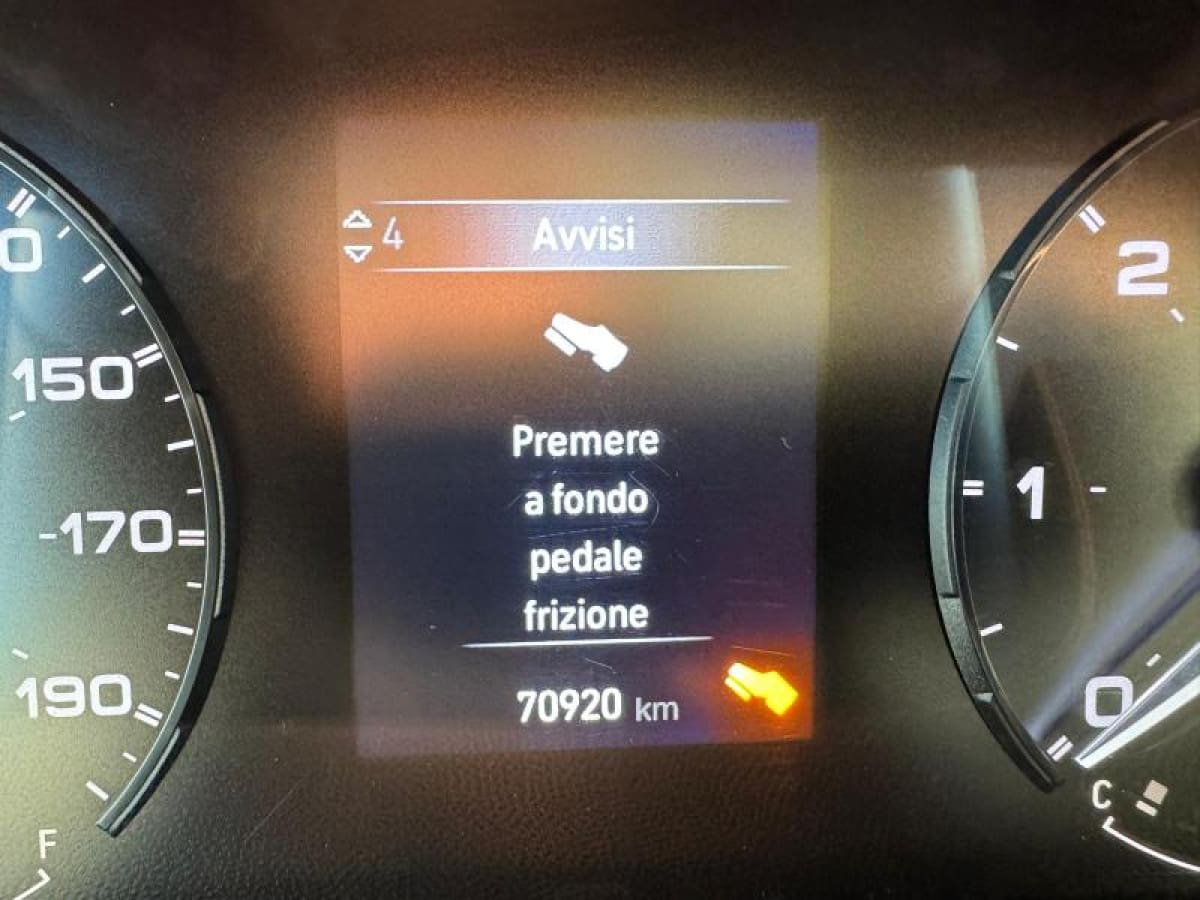 4 Avvisi
Premere
a fondo
pedale
frizione
70920 km
150
170
190
F
2
1
0
C